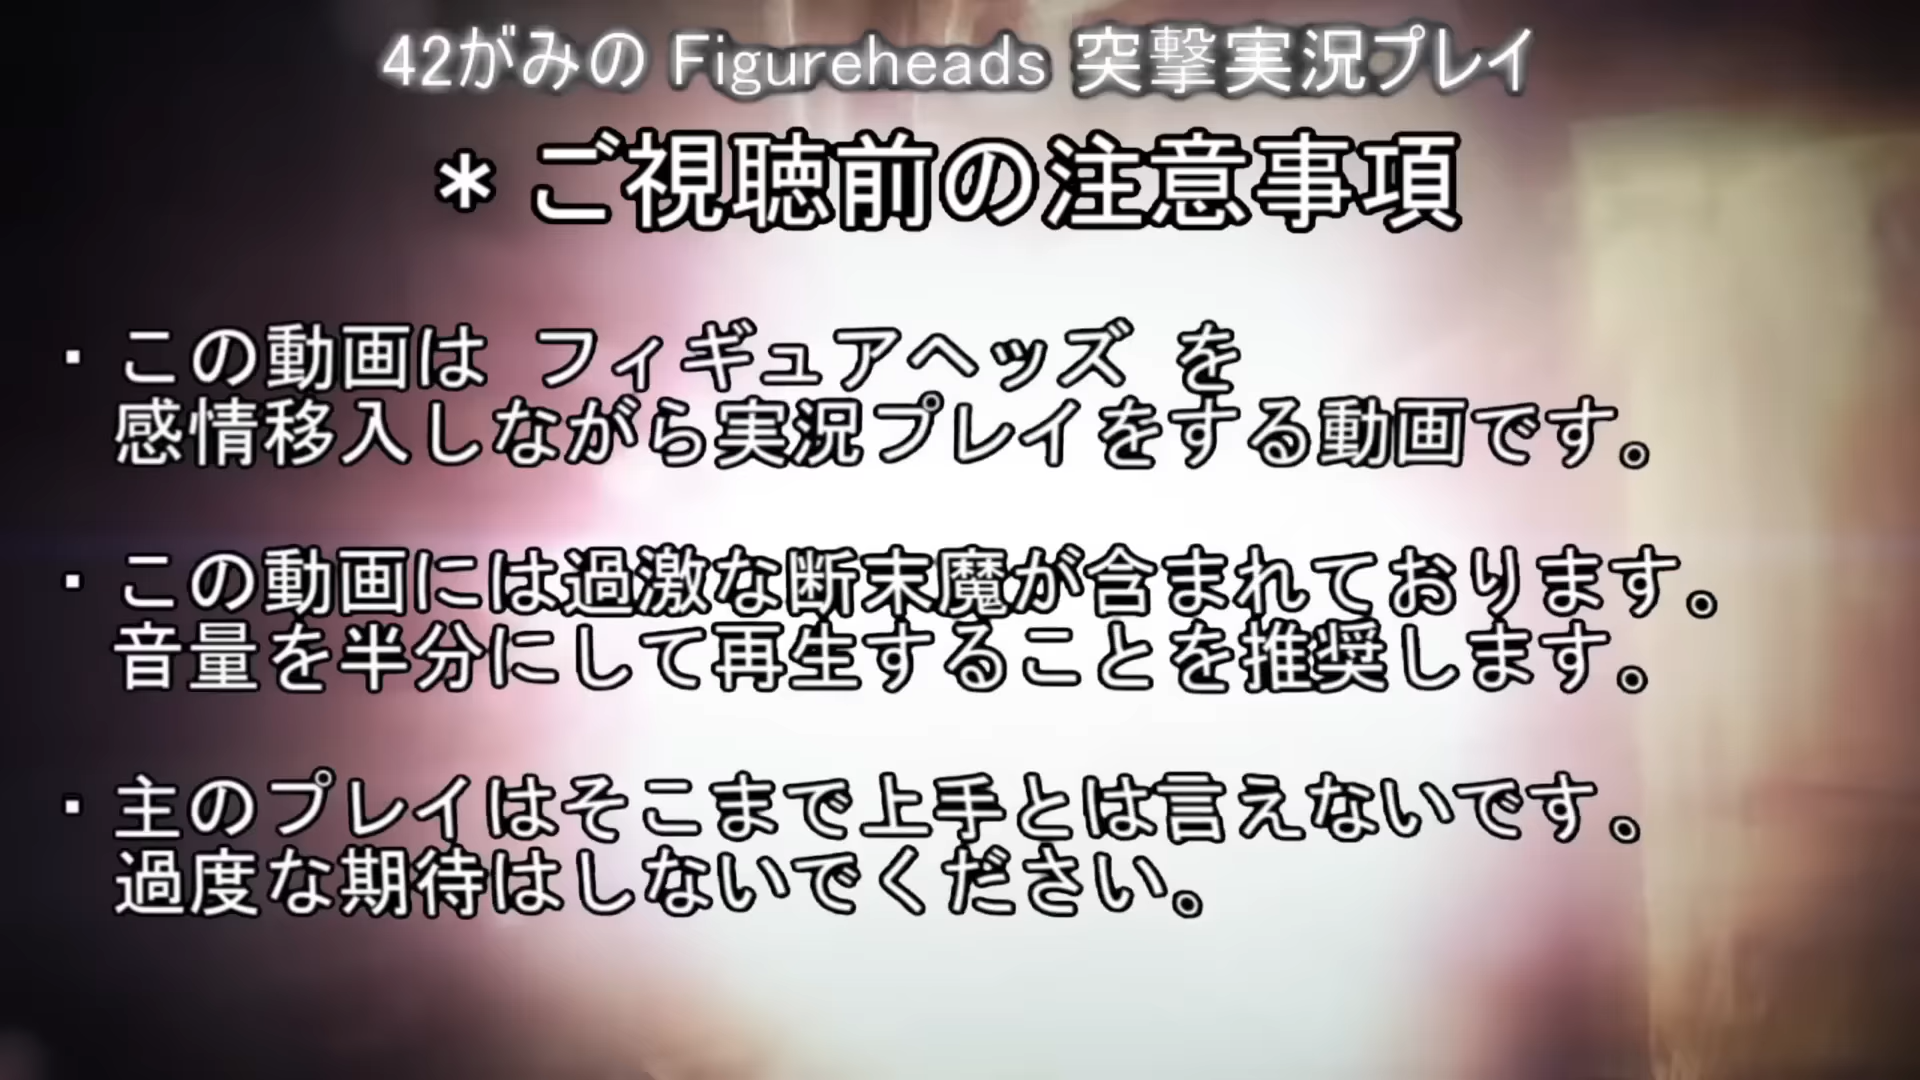 42がみの Figureheads 突撃実況プレイ
* ご視聴前の注意事項
・この動画は フィギュアヘッズ を
感情移入しながら実況プレイをする動画です。
・この動画には過激な断末魔が含まれております。
音量を半分にして再生することを推奨します。
・主のプレイはそこまで上手とは言えないです。
過度な期待はしないでください。